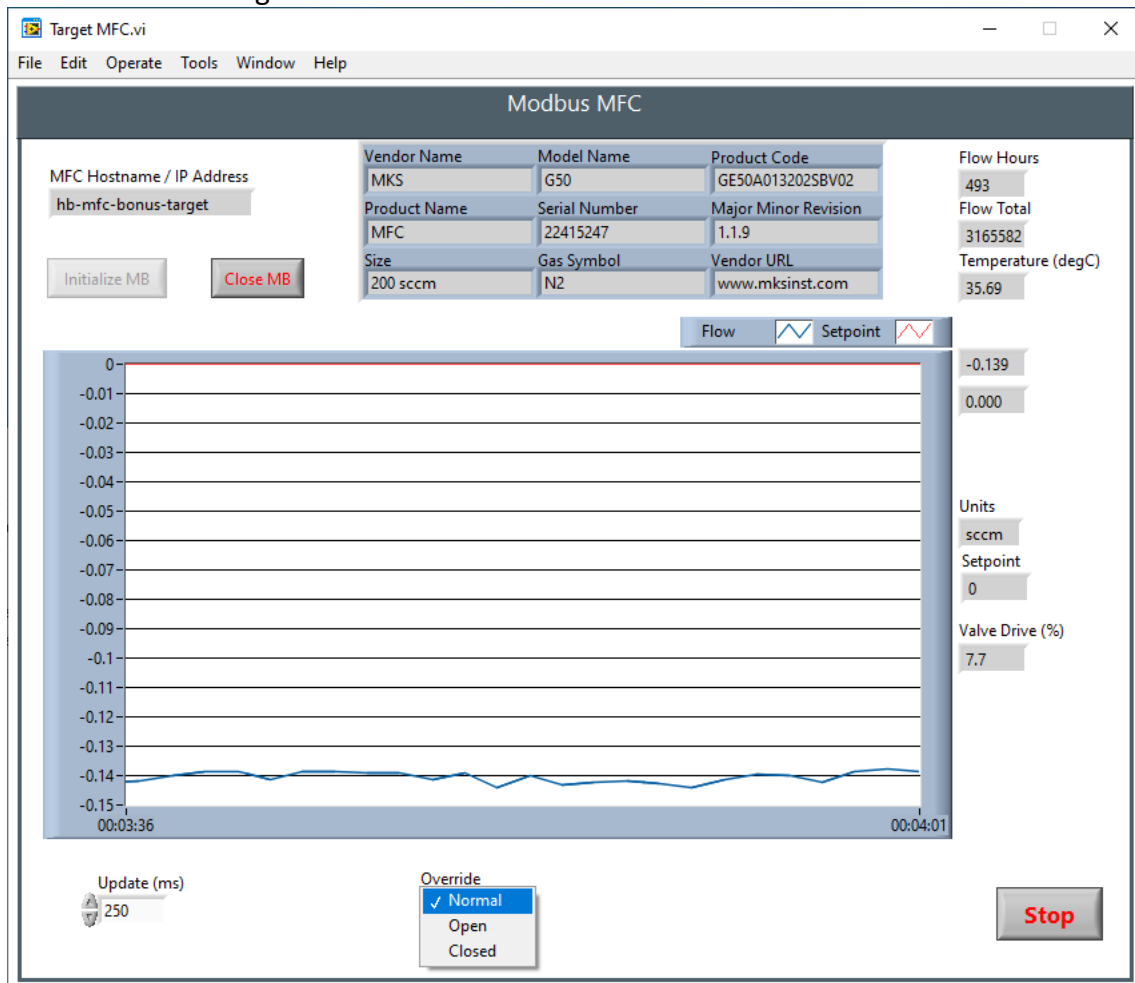 Target MFC.vi
File Edit Operate Tools Window Help
Modbus MFC
MFC Hostname / IP Address
hb-mfc-bonus-target
Initialize MB
Close MB
Vendor Name Model Name Product Code
MKS G50 GE50A013202SBV02
Product Name Serial Number Major Minor Revision
MFC 22415247 1.1.9
Size Gas Symbol Vendor URL
200 sccm N2 www.mksinst.com
Flow Hours
493
Flow Total
3165582
Temperature (degC)
35.69
Flow Setpoint
-0.139
0.000
0
-0.01
-0.02
-0.03
-0.04
-0.05
-0.06
-0.07
-0.08
-0.09
-0.1
-0.11
-0.12
-0.13
-0.14
-0.15
00:03:36 00:04:01
Units
sccm
Setpoint
0
Valve Drive (%)
7.7
Update (ms)
250
Override
✓ Normal
Open
Closed
Stop